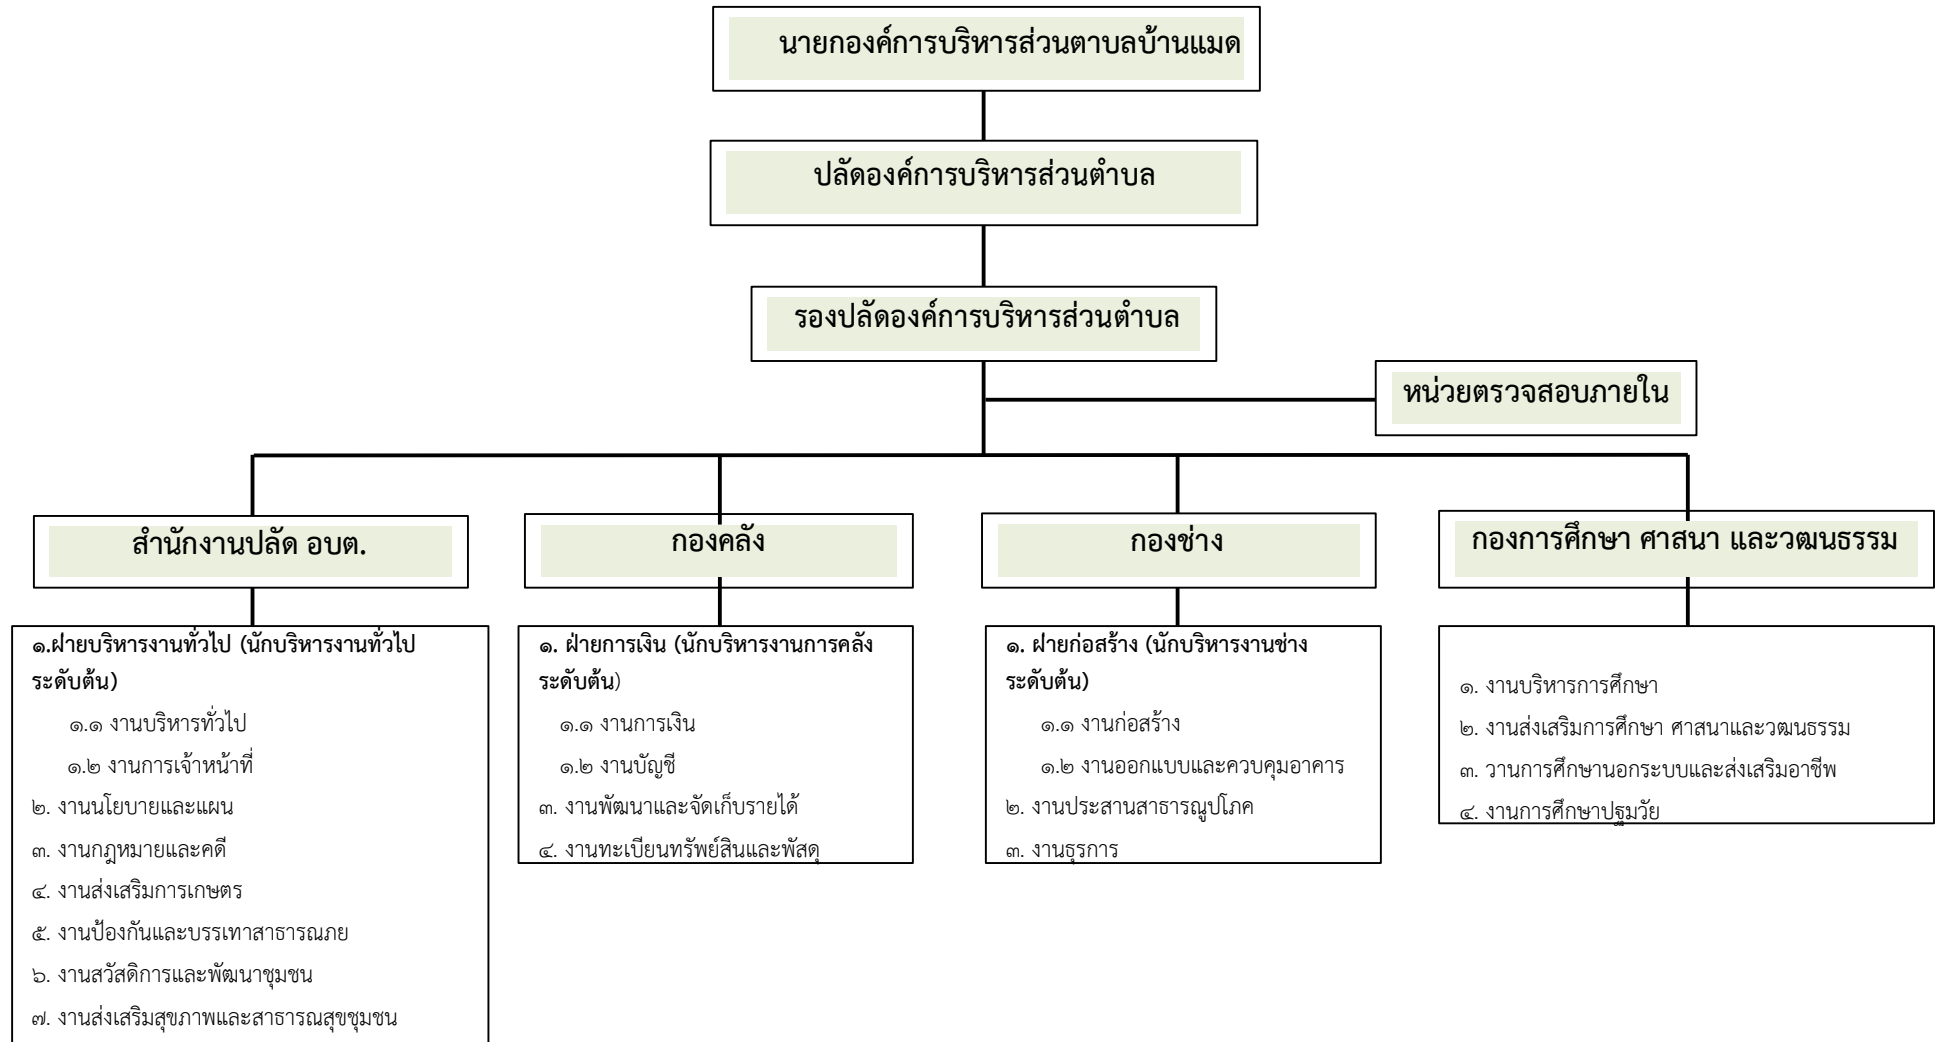 นายกองค์การบริหารส่วนตาบลบ้านแมด
ปลัดองค์การบริหารส่วนตำบล
รองปลัดองค์การบริหารส่วนตำบล
หน่วยตรวจสอบภายใน
สำนักงานปลัด อบต.
๑.ฝ่ายบริหารงานทั่วไป (นักบริหารงานทั่วไป
ระดับต้น)
๑.๑ งานบริหารทั่วไป
๑.๒ งานการเจ้าหน้าที่
๒. งานนโยบายและแผน
๓. งานกฎหมายและคดี
๔. งานส่งเสริมการเกษตร
๕. งานป้องกันและบรรเทาสาธารณภย
๖. งานสวัสดิการและพัฒนาชุมชน
๗. งานส่งเสริมสุขภาพและสาธารณสุขชุมชน
กองคลัง
๑. ฝ่ายการเงิน (นักบริหารงานการคลัง
ระดับต้น)
๑.๑ งานการเงิน
๑.๒ งานบัญชี
๓. งานพัฒนาและจัดเก็บรายได้
๔. งานทะเบียนทรัพย์สินและพัสดุ
กองช่าง
๑. ฝ่ายก่อสร้าง (นักบริหารงานช่าง
ระดับต้น)
๑.๑ งานก่อสร้าง
๑.๒ งานออกแบบและควบคุมอาคาร
๒. งานประสานสาธารณูปโภค
๓. งานธุรการ
กองการศึกษา ศาสนา และวฒนธรรม
๑. งานบริหารการศึกษา
๒. งานส่งเสริมการศึกษา ศาสนาและวฒนธรรม
๓. วานการศึกษานอกระบบและส่งเสริมอาชีพ
๔. งานการศึกษาปฐมวัย